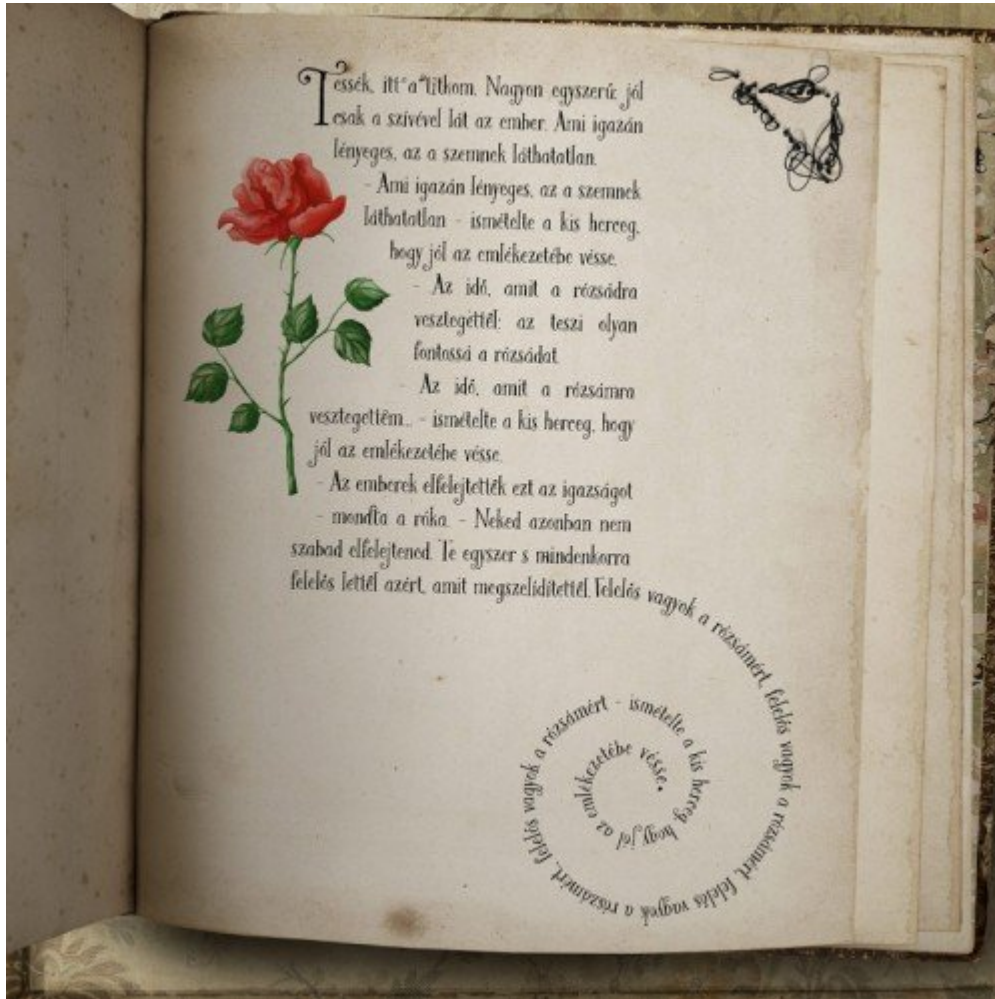 Tessék, itt a titkom. Nagyon egyszerű: jól
csak a szívével lát az ember. Ami igazán
lényeges, az a szemnek láthatatlan.
- Ami igazán lényeges, az a szemnek
láthatatlan - ismételte a kis herceg,
hogy jól az emlékezetébe vésse.
- Az idő, amit a rózsádra
vesztegettél: az teszi olyan
fontossá a rózsádat.
- Az idő, amit a rózsámra
vesztegettem... - ismételte a kis herceg, hogy
jól az emlékezetébe vésse.
- Az emberek elfelejtették ezt az igazságot
- mondta a róka. - Neked azonban nem
szabad elfelejtened. Te egyszer s mindenkorra
felelős lettél azért, amit megszelídítettél. Felelős vagyok a rózsámért, felelős vagyok a rózsámért, felelős vagyok a rózsámért, felelős vagyok a rózsámért - ismételte a kis herceg, hogy jól az emlékezetébe vésse.